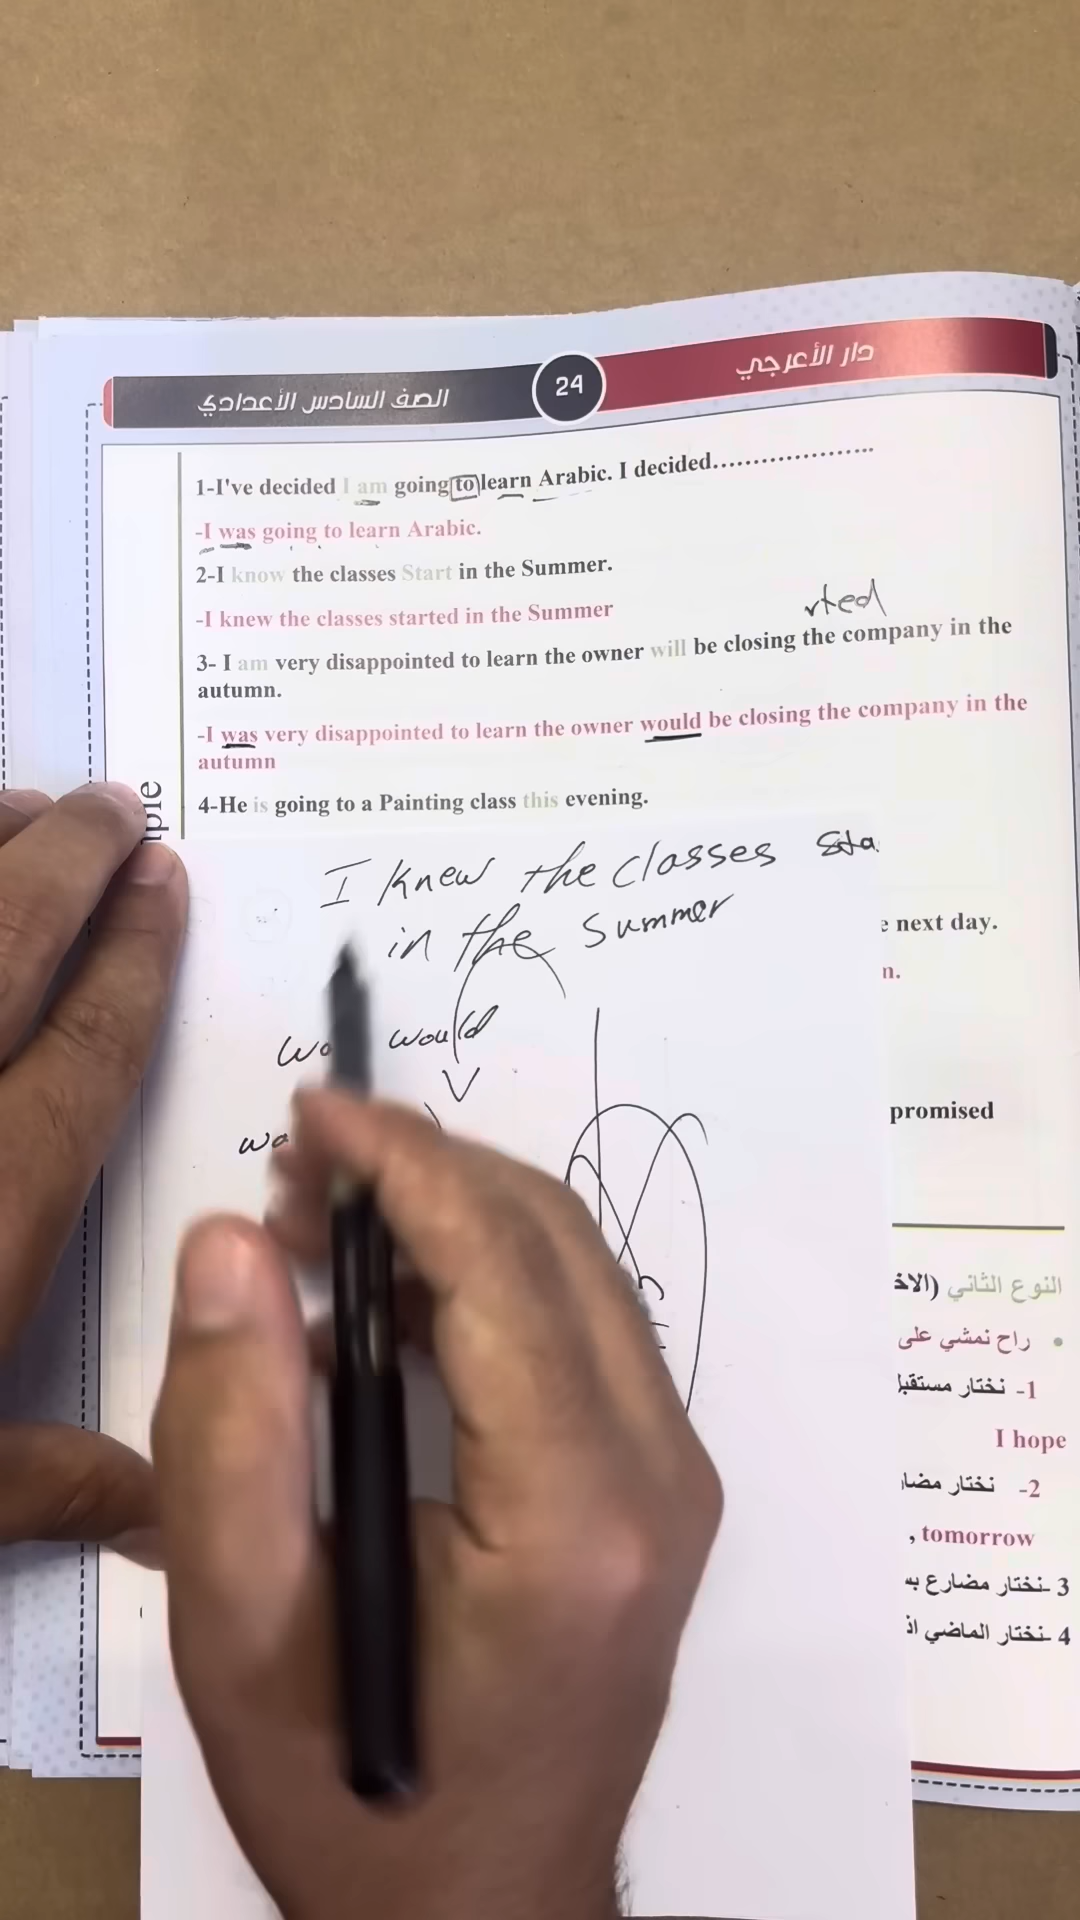 دار الأعرجي
24
الصف السادس الأعدادي
1-I've decided I am going to learn Arabic. I decided.....................
-I was going to learn Arabic.
2-I know the classes Start in the Summer.
-I knew the classes started in the Summer
rted
3- I am very disappointed to learn the owner will be closing the company in the
autumn.
-I was very disappointed to learn the owner would be closing the company in the
autumn
4-He is going to a Painting class this evening.
I knew the classes sta
in the Summer
would
e next day.
n.
promised
النوع الثاني (الاخ
• راح نمشي على
1- نختار مستقبل
I hope
2- نختار مضار
, tomorrow
3 -نختار مضارع بس
4 -نختار الماضي اذ